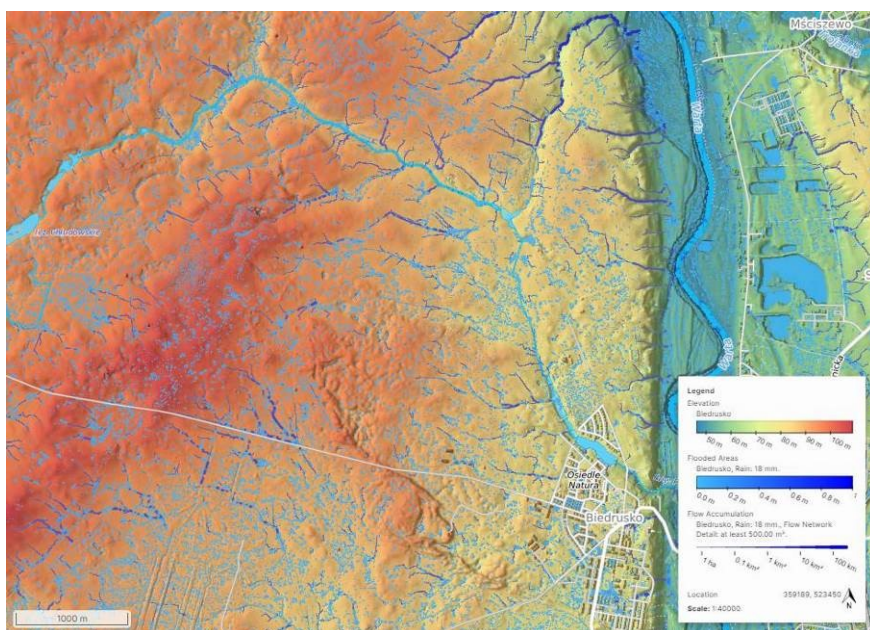 Mściszewo
Trojanka
Warta
Warta
Osiedle
Natura
Biedrusko
Legend
Elevation
Biedrusko
50 m 60 m 70 m 80 m 90 m 100 m
Flooded Areas
Biedrusko, Rain: 18 mm.
0.0 m 0.2 m 0.4 m 0.6 m 0.8 m
Flow Accumulation
Biedrusko, Rain: 18 mm., Flow Network
Detail: at least 500.00 m².
1 ha 0.1 km² 1 km² 10 km² 100 km
Location 359189, 523450
Scale: 1:40000
N
1000 m